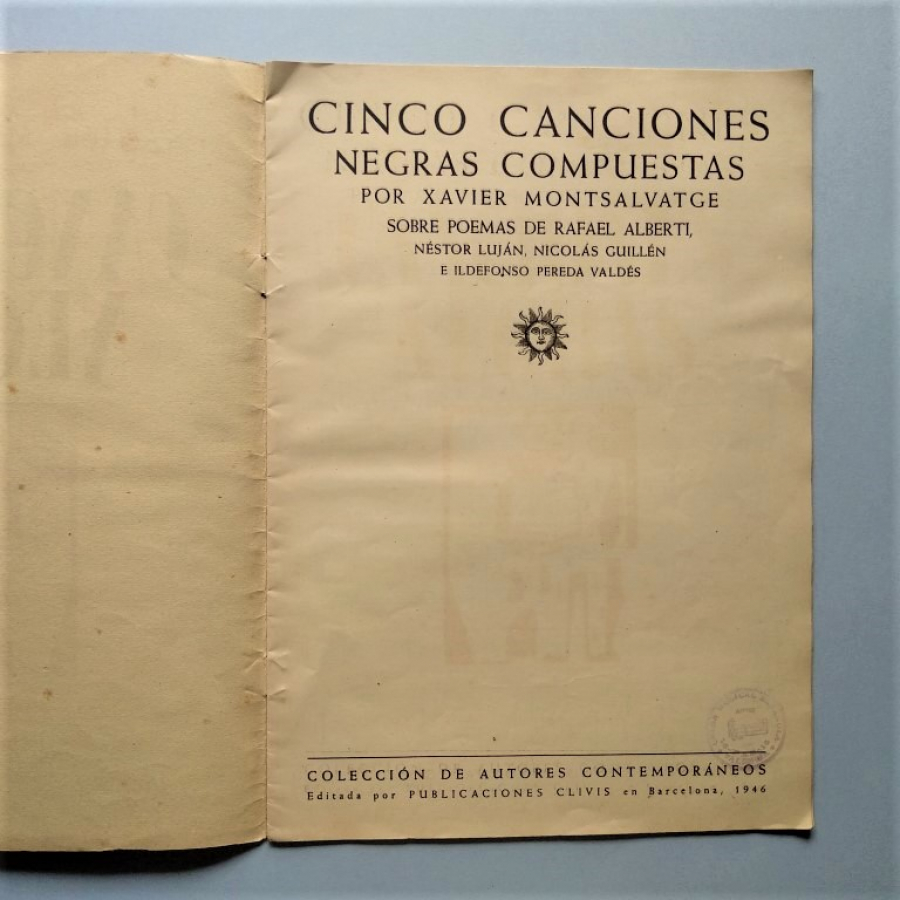 CINCO CANCIONES
NEGRAS COMPUESTAS
POR XAVIER MONTSALVATGE
SOBRE POEMAS DE RAFAEL ALBERTI,
NÉSTOR LUJÁN, NICOLÁS GUILLÉN
E ILDEFONSO PEREDA VALDÉS
COLECCIÓN DE AUTORES CONTEMPORÁNEOS
Editada por PUBLICACIONES CLIVIS en Barcelona, 1946